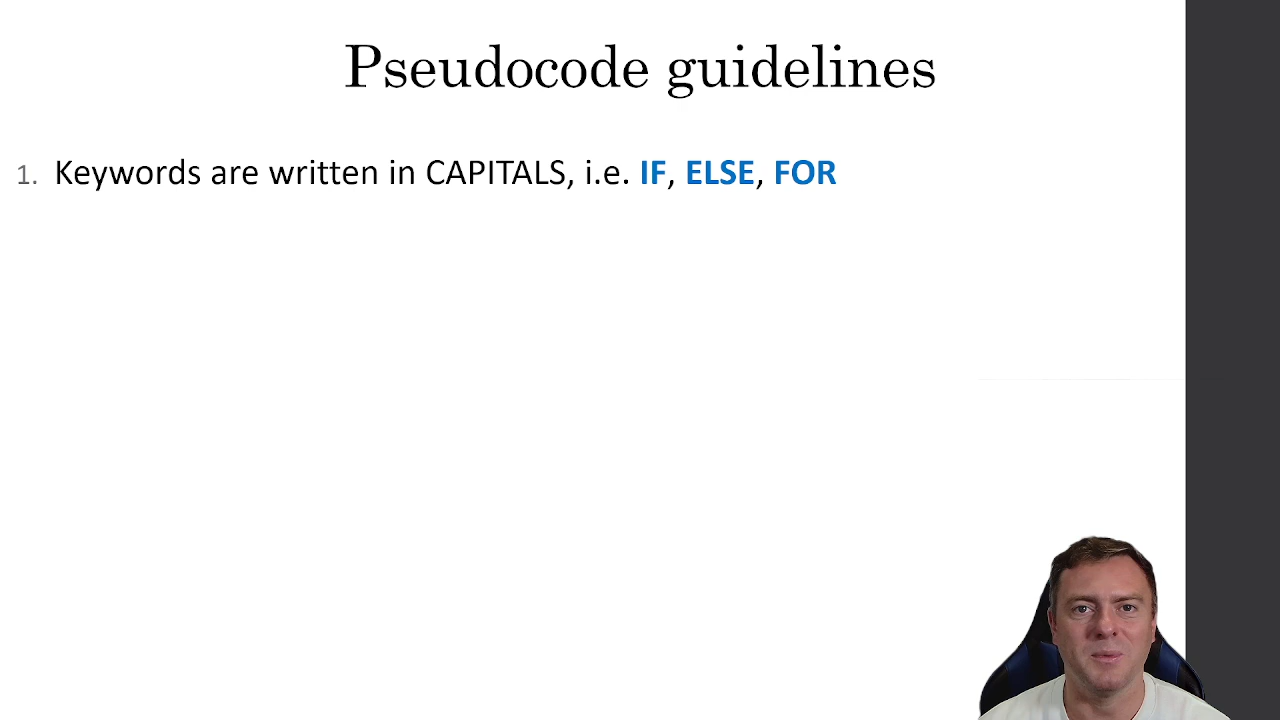 Pseudocode guidelines
1. Keywords are written in CAPITALS, i.e. IF, ELSE, FOR